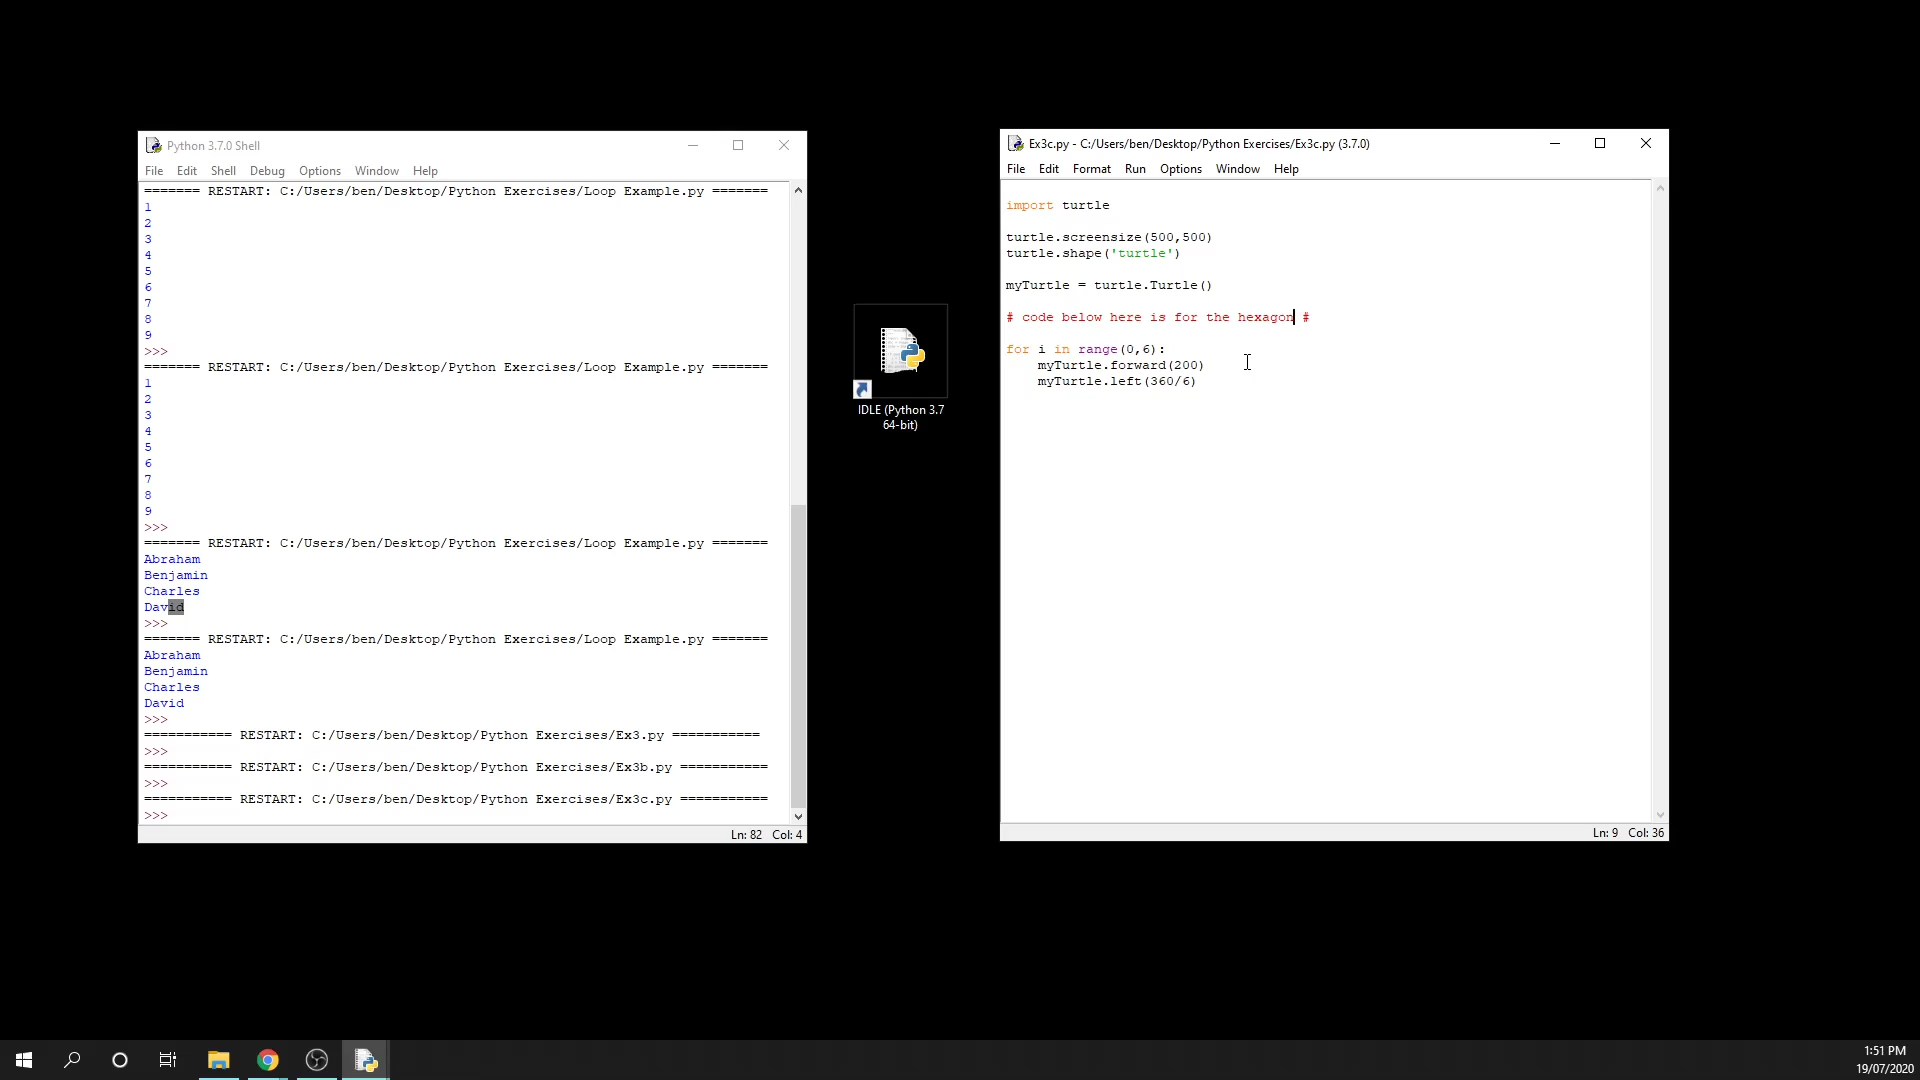 Python 3.7.0 Shell
File Edit Shell Debug Options Window Help
======= RESTART: C:/Users/ben/Desktop/Python Exercises/Loop Example.py =======
1
2
3
4
5
6
7
8
9
>>>
======= RESTART: C:/Users/ben/Desktop/Python Exercises/Loop Example.py =======
1
2
3
4
5
6
7
8
9
>>>
======= RESTART: C:/Users/ben/Desktop/Python Exercises/Loop Example.py =======
Abraham
Benjamin
Charles
David
>>>
======= RESTART: C:/Users/ben/Desktop/Python Exercises/Loop Example.py =======
Abraham
Benjamin
Charles
David
>>>
=========== RESTART: C:/Users/ben/Desktop/Python Exercises/Ex3.py ===========
>>>
=========== RESTART: C:/Users/ben/Desktop/Python Exercises/Ex3b.py ===========
>>>
=========== RESTART: C:/Users/ben/Desktop/Python Exercises/Ex3c.py ===========
>>>
Ln: 82 Col: 4
IDLE (Python 3.7
64-bit)
Ex3c.py - C:/Users/ben/Desktop/Python Exercises/Ex3c.py (3.7.0)
File Edit Format Run Options Window Help
import turtle
turtle.screensize(500,500)
turtle.shape('turtle')
myTurtle = turtle.Turtle()
# code below here is for the hexagon #
for i in range(0,6):
    myTurtle.forward(200)
    myTurtle.left(360/6)
Ln: 9 Col: 36
1:51 PM
19/07/2020